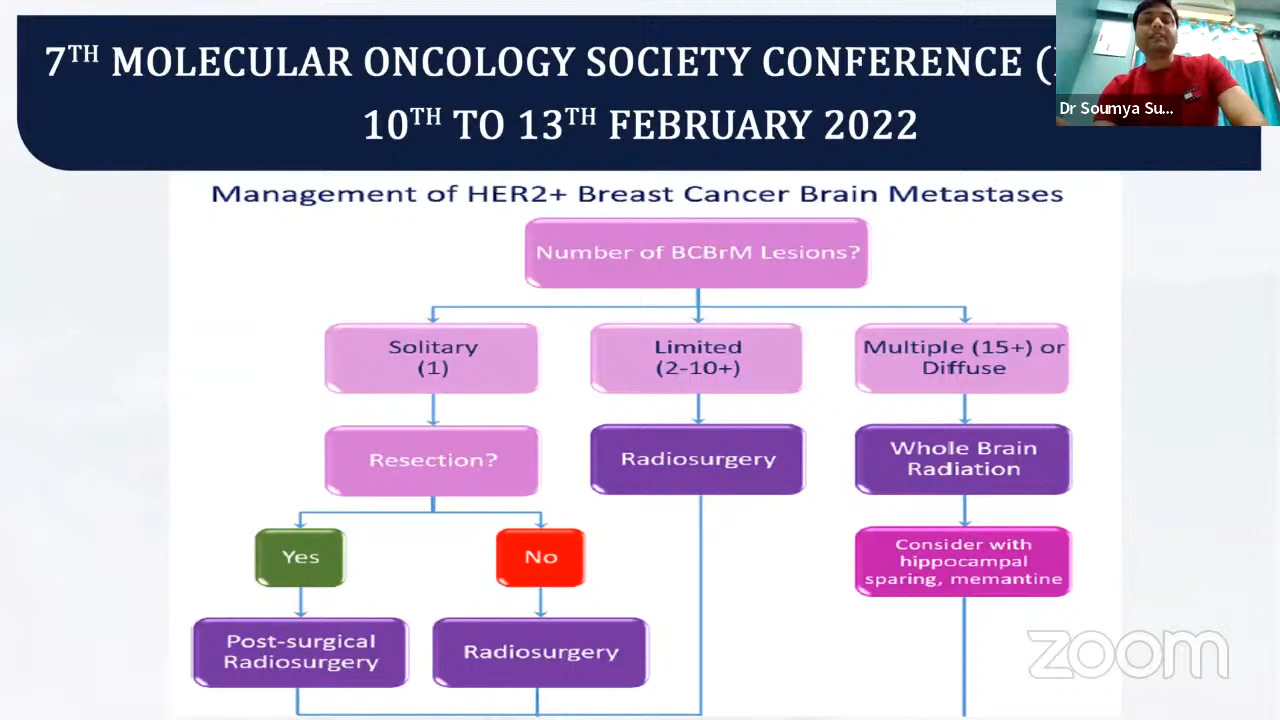 7TH MOLECULAR ONCOLOGY SOCIETY CONFERENCE (
10TH TO 13TH FEBRUARY 2022
Dr Soumya Su...
Management of HER2+ Breast Cancer Brain Metastases
Number of BCBrM Lesions?
Solitary
(1)
Limited
(2-10+)
Multiple (15+) or
Diffuse
Resection?
Radiosurgery
Whole Brain
Radiation
Yes
No
Consider with
hippocampal
sparing, memantine
Post-surgical
Radiosurgery
Radiosurgery
zoom